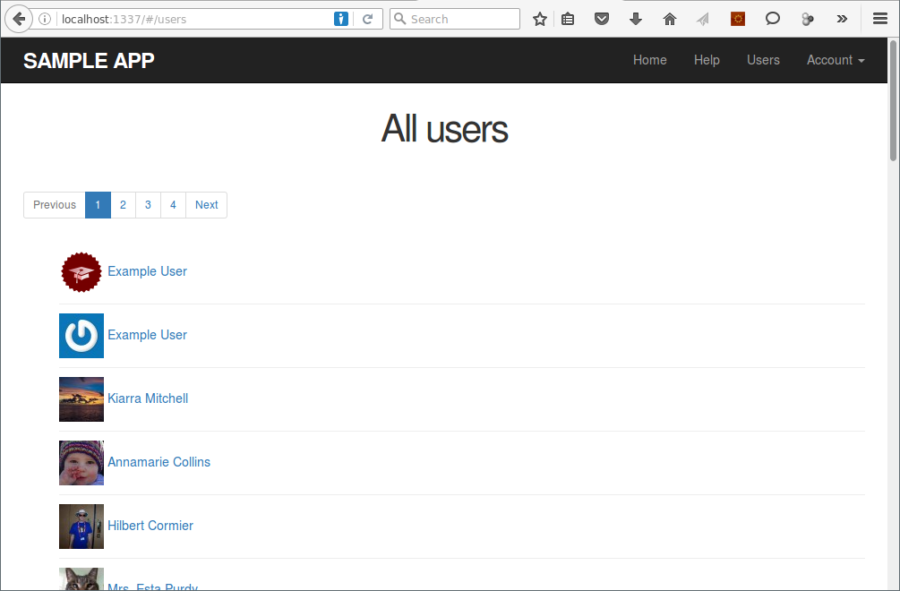 localhost:1337/#/users
Search
SAMPLE APP
Home Help Users Account
All users
Previous 1 2 3 4 Next
Example User
Example User
Kiarra Mitchell
Annamarie Collins
Hilbert Cormier
Mrs. Esta Purdy